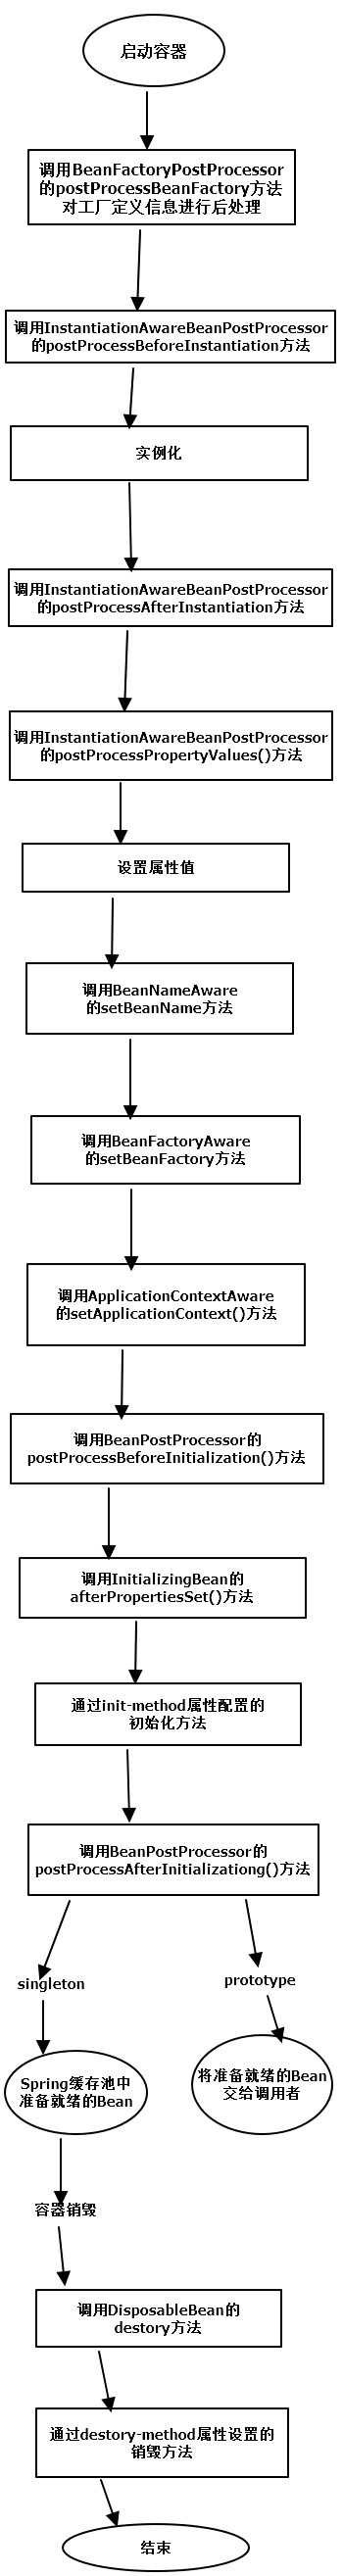 启动容器
调用BeanFactoryPostProcessor
的postProcessBeanFactory方法
对工厂定义信息进行后处理
调用InstantiationAwareBeanPostProcessor
的postProcessBeforeInstantiation方法
实例化
调用InstantiationAwareBeanPostProcessor
的postProcessAfterInstantiation方法
调用InstantiationAwareBeanPostProcessor
的postProcessPropertyValues()方法
设置属性值
调用BeanNameAware
的setBeanName方法
调用BeanFactoryAware
的setBeanFactory方法
调用ApplicationContextAware
的setApplicationContext()方法
调用BeanPostProcessor的
postProcessBeforeInitialization()方法
调用InitializingBean的
afterPropertiesSet()方法
通过init-method属性配置的
初始化方法
调用BeanPostProcessor的
postProcessAfterInitializationg()方法
singleton
prototype
Spring缓存池中
准备就绪的Bean
将准备就绪的Bean
交给调用者
容器销毁
调用DisposableBean的
destory方法
通过destory-method属性设置的
销毁方法
结束